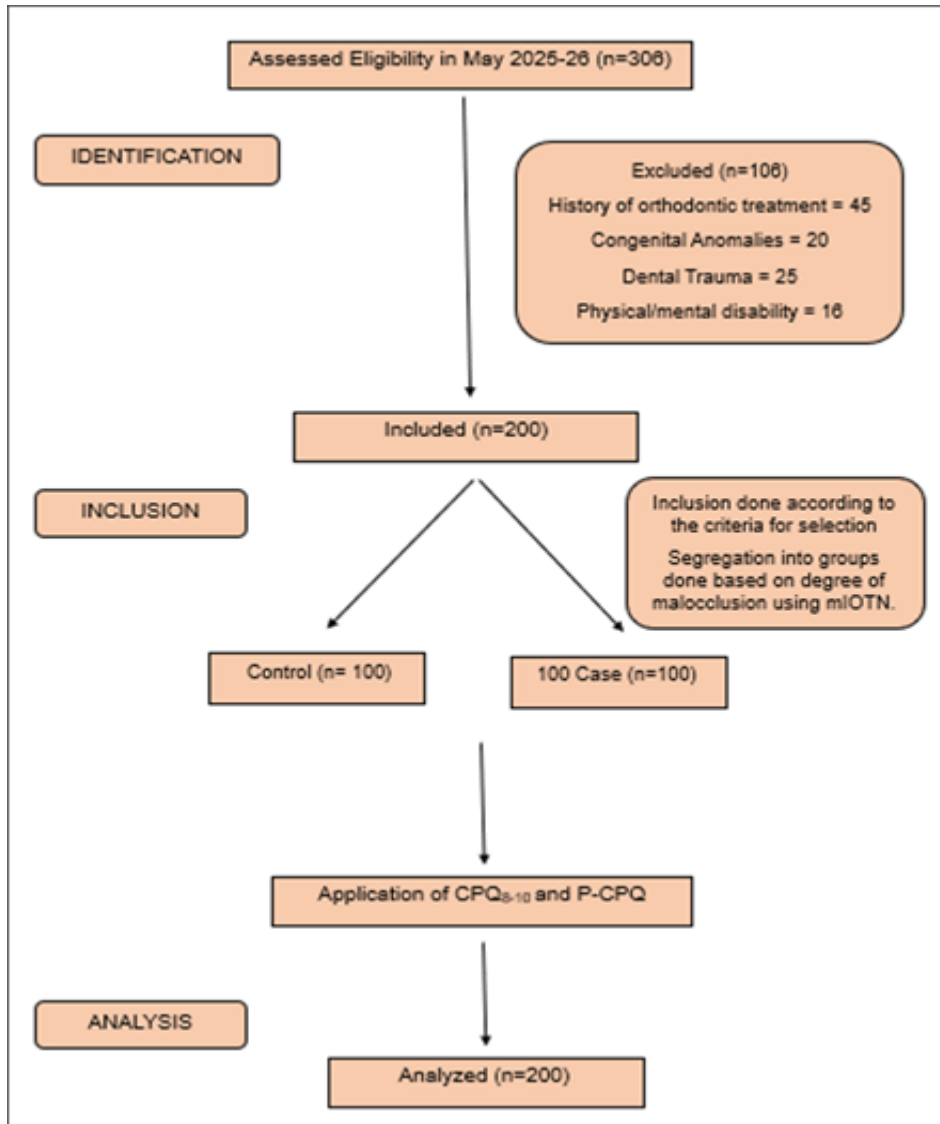 Assessed Eligibility in May 2025-26 (n=306)
IDENTIFICATION
Excluded (n=106)
History of orthodontic treatment = 45
Congenital Anomalies = 20
Dental Trauma = 25
Physical/mental disability = 16
Included (n=200)
INCLUSION
Inclusion done according to
the criteria for selection
Segregation into groups
done based on degree of
malocclusion using mIOTN.
Control (n= 100)
100 Case (n=100)
Application of CPQ8-10 and P-CPQ
ANALYSIS
Analyzed (n=200)